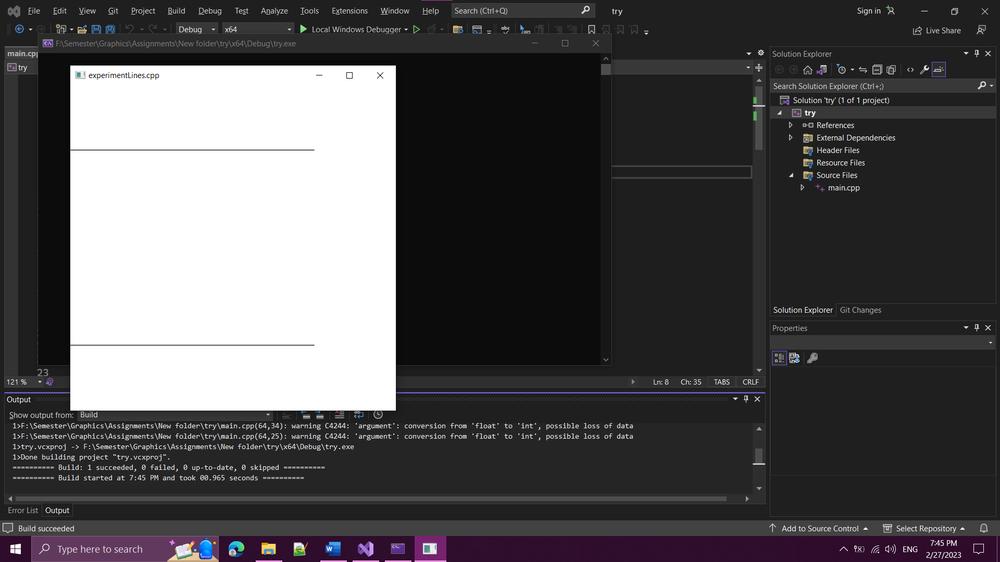 File Edit View Git Project Build Debug Test Analyze Tools Extensions Window Help Search (Ctrl+Q) try Sign in
Debug x64 Local Windows Debugger Live Share
F:\Semester\Graphics\Assignments\New folder\try\x64\Debug\try.exe
main.cpp
try
experimentLines.cpp
23
121 % Ln: 8 Ch: 35 TABS CRLF
Output
Show output from: Build
1>F:\Semester\Graphics\Assignments\New folder\try\main.cpp(64,34): warning C4244: 'argument': conversion from 'float' to 'int', possible loss of data
1>F:\Semester\Graphics\Assignments\New folder\try\main.cpp(64,25): warning C4244: 'argument': conversion from 'float' to 'int', possible loss of data
1>try.vcxproj -> F:\Semester\Graphics\Assignments\New folder\try\x64\Debug\try.exe
1>Done building project "try.vcxproj".
========== Build: 1 succeeded, 0 failed, 0 up-to-date, 0 skipped ==========
========== Build started at 7:45 PM and took 00.965 seconds ==========
Error List Output
Solution Explorer
Search Solution Explorer (Ctrl+;)
Solution 'try' (1 of 1 project)
try
References
External Dependencies
Header Files
Resource Files
Source Files
main.cpp
Solution Explorer Git Changes
Properties
Build succeeded Add to Source Control Select Repository
Type here to search ENG 7:45 PM
2/27/2023